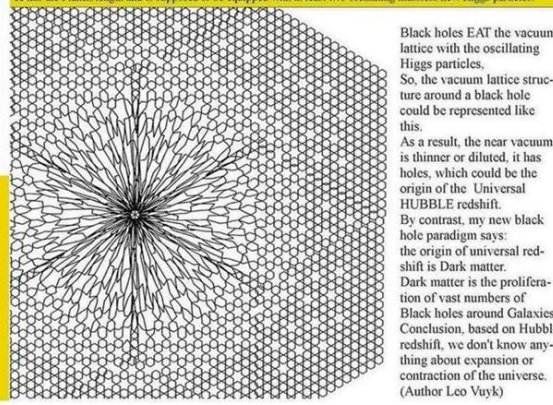 Black holes EAT the vacuum
lattice with the oscillating
Higgs particles,
So, the vacuum lattice struc-
ture around a black hole
could be represented like
this.
As a result, the near vacuum
is thinner or diluted, it has
holes, which could be the
origin of the Universal
HUBBLE redshift.
By contrast, my new black
hole paradigm says:
the origin of universal red-
shift is Dark matter.
Dark matter is the prolifera-
tion of vast numbers of
Black holes around Galaxies
Conclusion, based on Hubbl
redshift, we don't know any-
thing about expansion or
contraction of the universe.
(Author Leo Vuyk)